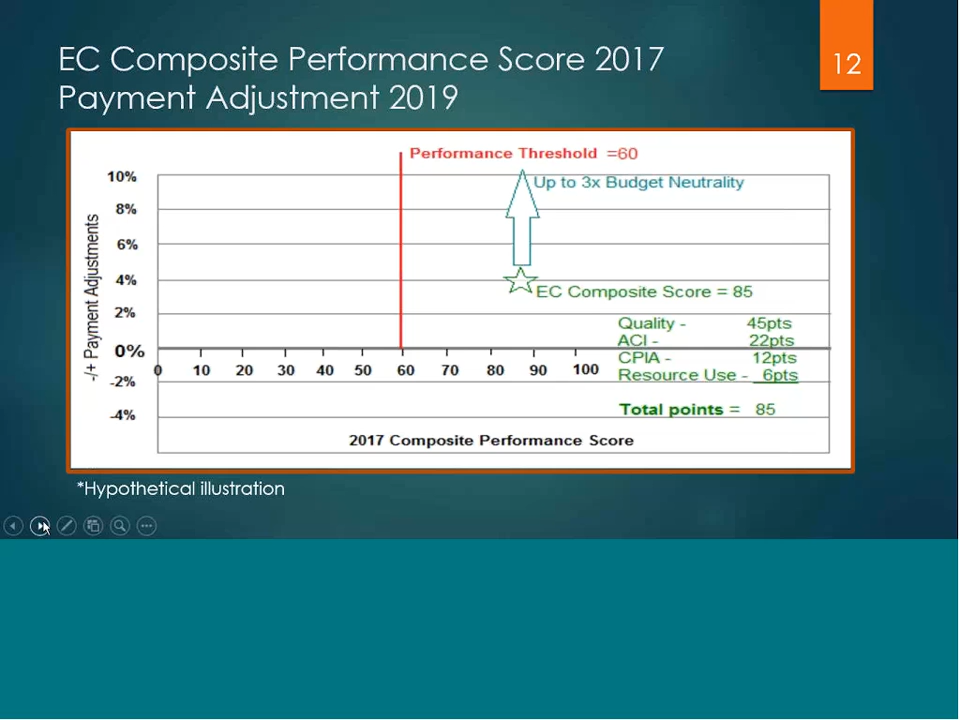 EC Composite Performance Score 2017
Payment Adjustment 2019
12
Performance Threshold =60
Up to 3x Budget Neutrality
-/+ Payment Adjustments
10%
8%
6%
4%
2%
0%
-2%
-4%
EC Composite Score = 85
Quality - 45pts
ACI - 22pts
CPIA - 12pts
Resource Use - 6pts
Total points = 85
0 10 20 30 40 50 60 70 80 90 100
2017 Composite Performance Score
*Hypothetical illustration